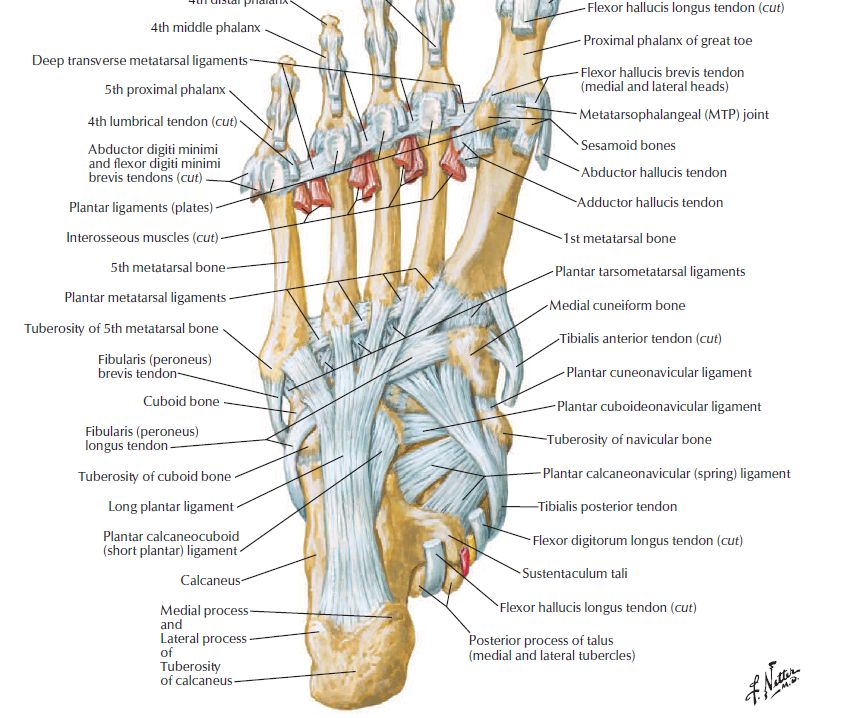 4th distal phalanx
4th middle phalanx
Deep transverse metatarsal ligaments
5th proximal phalanx
4th lumbrical tendon (cut)
Abductor digiti minimi
and flexor digiti minimi
brevis tendons (cut)
Plantar ligaments (plates)
Interosseous muscles (cut)
5th metatarsal bone
Plantar metatarsal ligaments
Tuberosity of 5th metatarsal bone
Fibularis (peroneus)
brevis tendon
Cuboid bone
Fibularis (peroneus)
longus tendon
Tuberosity of cuboid bone
Long plantar ligament
Plantar calcaneocuboid
(short plantar) ligament
Calcaneus
Medial process
and
Lateral process
of
Tuberosity
of calcaneus
Flexor hallucis longus tendon (cut)
Proximal phalanx of great toe
Flexor hallucis brevis tendon
(medial and lateral heads)
Metatarsophalangeal (MTP) joint
Sesamoid bones
Abductor hallucis tendon
Adductor hallucis tendon
1st metatarsal bone
Plantar tarsometatarsal ligaments
Medial cuneiform bone
Tibialis anterior tendon (cut)
Plantar cuneonavicular ligament
Plantar cuboideonavicular ligament
Tuberosity of navicular bone
Plantar calcaneonavicular (spring) ligament
Tibialis posterior tendon
Flexor digitorum longus tendon (cut)
Sustentaculum tali
Flexor hallucis longus tendon (cut)
Posterior process of talus
(medial and lateral tubercles)
F. Netter
M.D.